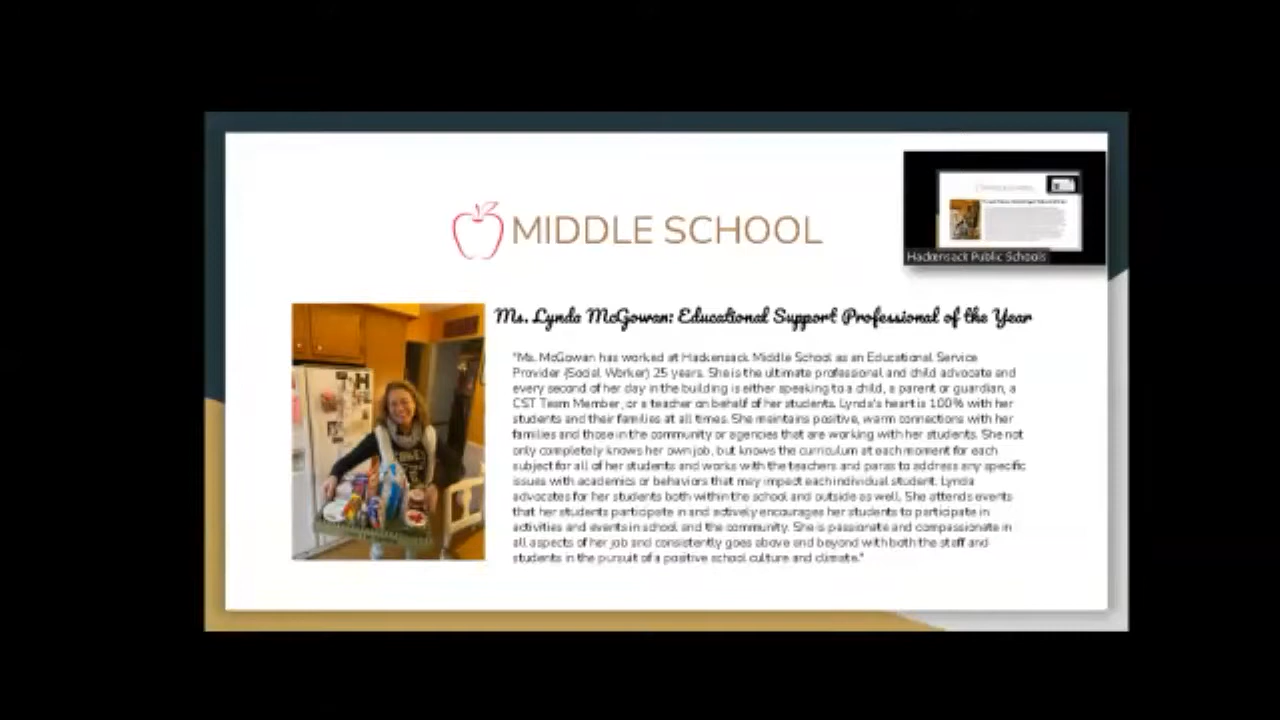 MIDDLE SCHOOL
Hackensack Public Schools
Ms. Lynda McGowan: Educational Support Professional of the Year
"Ms. McGowan has worked at Hackensack Middle School as an Educational Service
Provider (Social Worker) 25 years. She is the ultimate professional and child advocate and
every second of her day in the building is either speaking to a child, a parent or guardian, a
CST Team Member, or a teacher on behalf of her students. Lynda's heart is 100% with her
students and their families at all times. She maintains positive, warm connections with her
families and those in the community or agencies that are working with her students. She not
only completely knows her own job, but knows the curriculum at each moment for each
subject for all of her students and works with the teachers and paras to address any specific
issues with academics or behaviors that may impact each individual student. Lynda
advocates for her students both within the school and outside as well. She attends events
that her students participate in and actively encourages her students to participate in
activities and events in school and the community. She is passionate and compassionate in
all aspects of her job and consistently goes above and beyond with both the staff and
students in the pursuit of a positive school culture and climate."